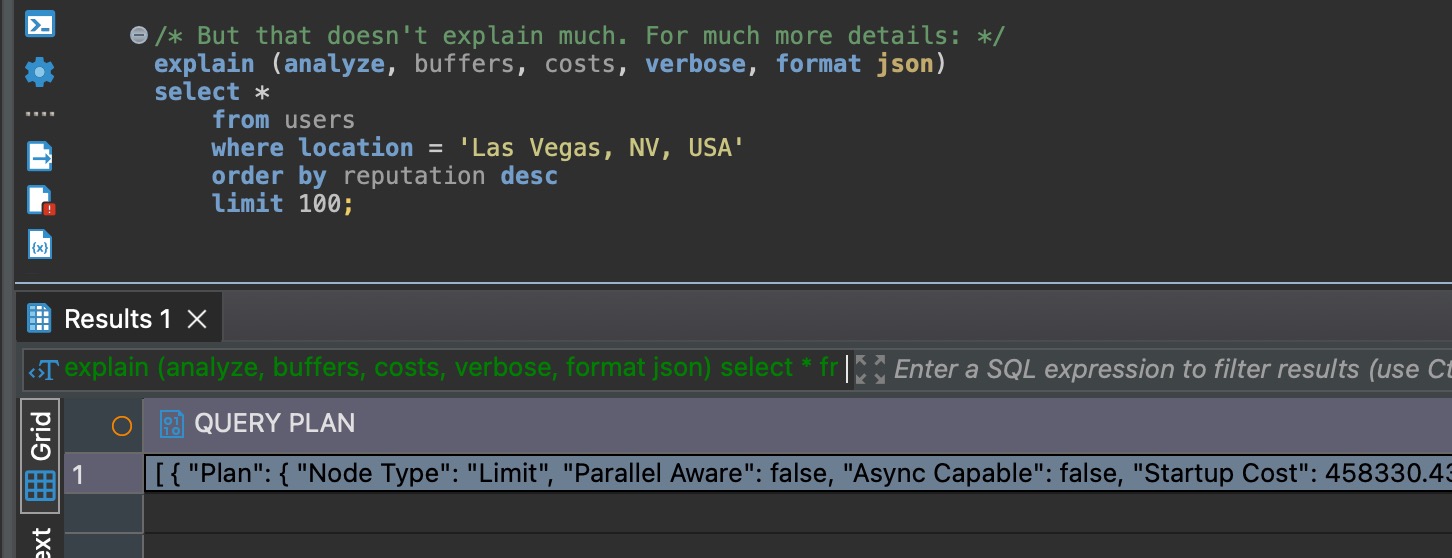 /* But that doesn't explain much. For much more details: */
explain (analyze, buffers, costs, verbose, format json)
select *
from users
where location = 'Las Vegas, NV, USA'
order by reputation desc
limit 100;
Results 1
explain (analyze, buffers, costs, verbose, format json) select * fr
Enter a SQL expression to filter results (use Ct
Grid
QUERY PLAN
1
[ { "Plan": { "Node Type": "Limit", "Parallel Aware": false, "Async Capable": false, "Startup Cost": 458330.43
ext